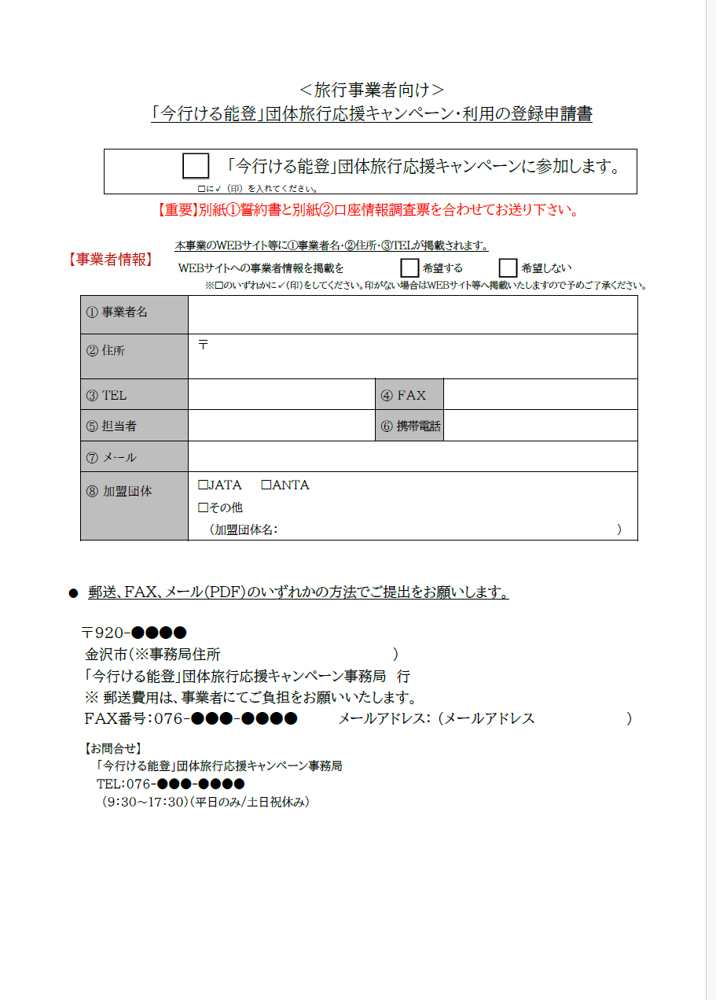 ＜旅行事業者向け＞
「今行ける能登」団体旅行応援キャンペーン・利用の登録申請書
「今行ける能登」団体旅行応援キャンペーンに参加します。
□に✓（印）を入れてください。
【重要】別紙①誓約書と別紙②口座情報調査票を合わせてお送り下さい。
本事業のWEBサイト等に①事業者名・②住所・③TELが掲載されます。
【事業者情報】
WEBサイトへの事業者情報を掲載を □ 希望する □ 希望しない
※□のいずれかに✓（印）をしてください。印がない場合はWEBサイト等へ掲載いたしますので予めご了承ください。
① 事業者名
② 住所 〒
③ TEL ④ FAX
⑤ 担当者 ⑥ 携帯電話
⑦ メール
⑧ 加盟団体 □JATA □ANTA
□その他
（加盟団体名： ）
● 郵送、FAX、メール（PDF）のいずれかの方法でご提出をお願いします。
〒920-●●●●
金沢市（※事務局住所 ）
「今行ける能登」団体旅行応援キャンペーン事務局 行
※ 郵送費用は、事業者にてご負担をお願いいたします。
FAX番号：076-●●●-●●●● メールアドレス：（メールアドレス ）
【お問合せ】
「今行ける能登」団体旅行応援キャンペーン事務局
TEL：076-●●●-●●●●
（9：30～17：30）（平日のみ/土日祝休み）